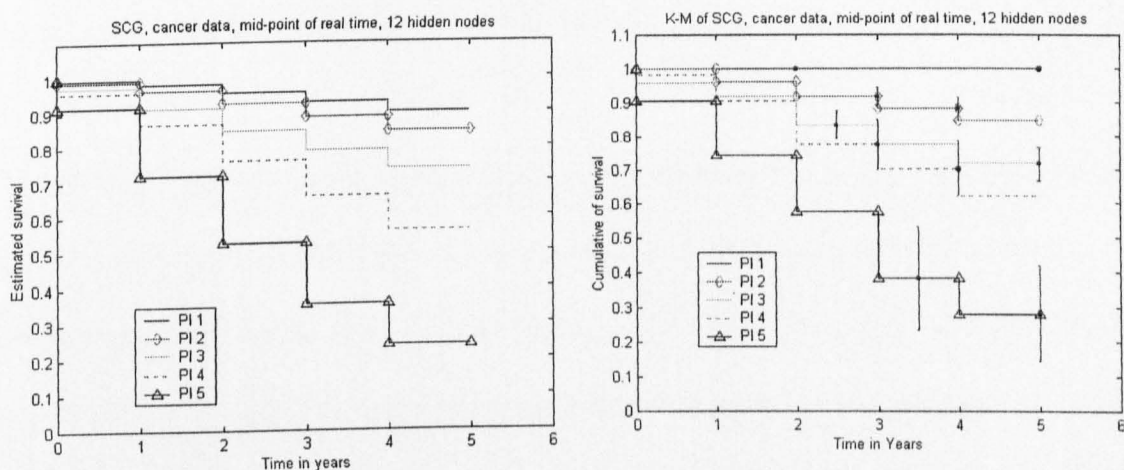 SCG, cancer data, mid-point of real time, 12 hidden nodes
Estimated survival
1
0.9
0.8
0.7
0.6
0.5
0.4
0.3
0.2
0.1
0
PI 1
PI 2
PI 3
PI 4
PI 5
0 1 2 3 4 5 6
Time in years
K-M of SCG, cancer data, mid-point of real time, 12 hidden nodes
Cumulative of survival
1.1
1.0
0.9
0.8
0.7
0.6
0.5
0.4
0.3
0.2
0.1
0
PI 1
PI 2
PI 3
PI 4
PI 5
0 1 2 3 4 5 6
Time in Years